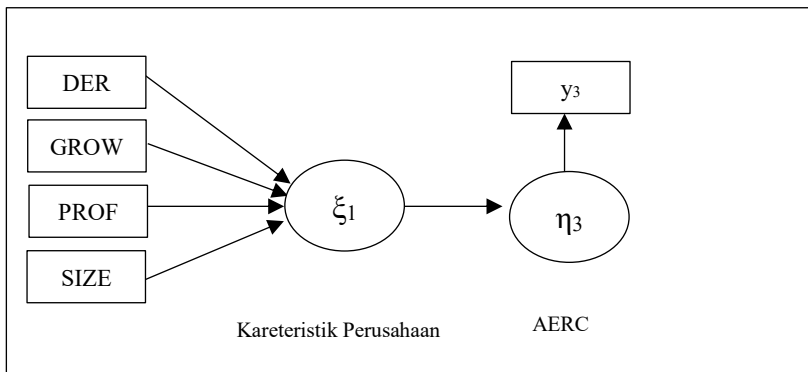 DER
GROW
PROF
SIZE
ξ1
y3
η3
Kareteristik Perusahaan
AERC